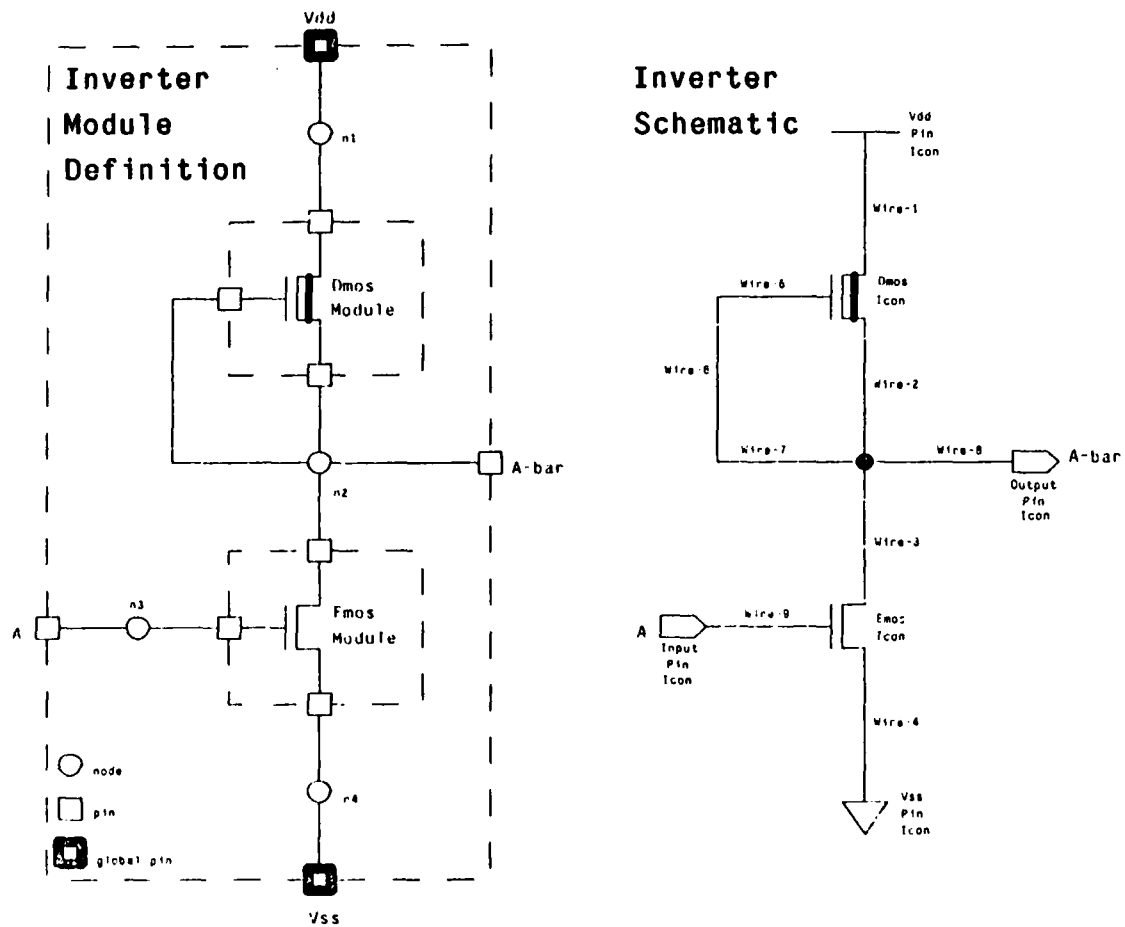 Vdd
Inverter
Module
Definition
n1
Dmos
Module
A-bar
n2
n3
A
Emos
Module
node
pin
global pin
n4
Vss
Inverter
Schematic
Vdd
Pin
Icon
Wire-1
Wire-6
Dmos
Icon
Wire-6
Wire-2
Wire-7
Wire-8
A-bar
Output
Pin
Icon
Wire-3
Wire-9
A
Input
Pin
Icon
Emos
Icon
Wire-4
Vss
Pin
Icon